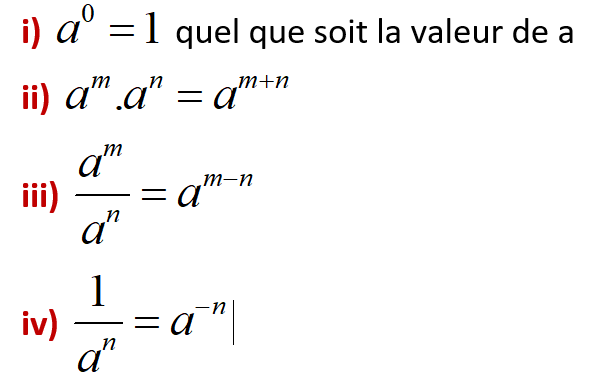 i) a⁰ = 1 quel que soit la valeur de a
ii) aᵐ.aⁿ = aᵐ⁺ⁿ
iii) aᵐ/aⁿ = aᵐ⁻ⁿ
iv) 1/aⁿ = a⁻ⁿ